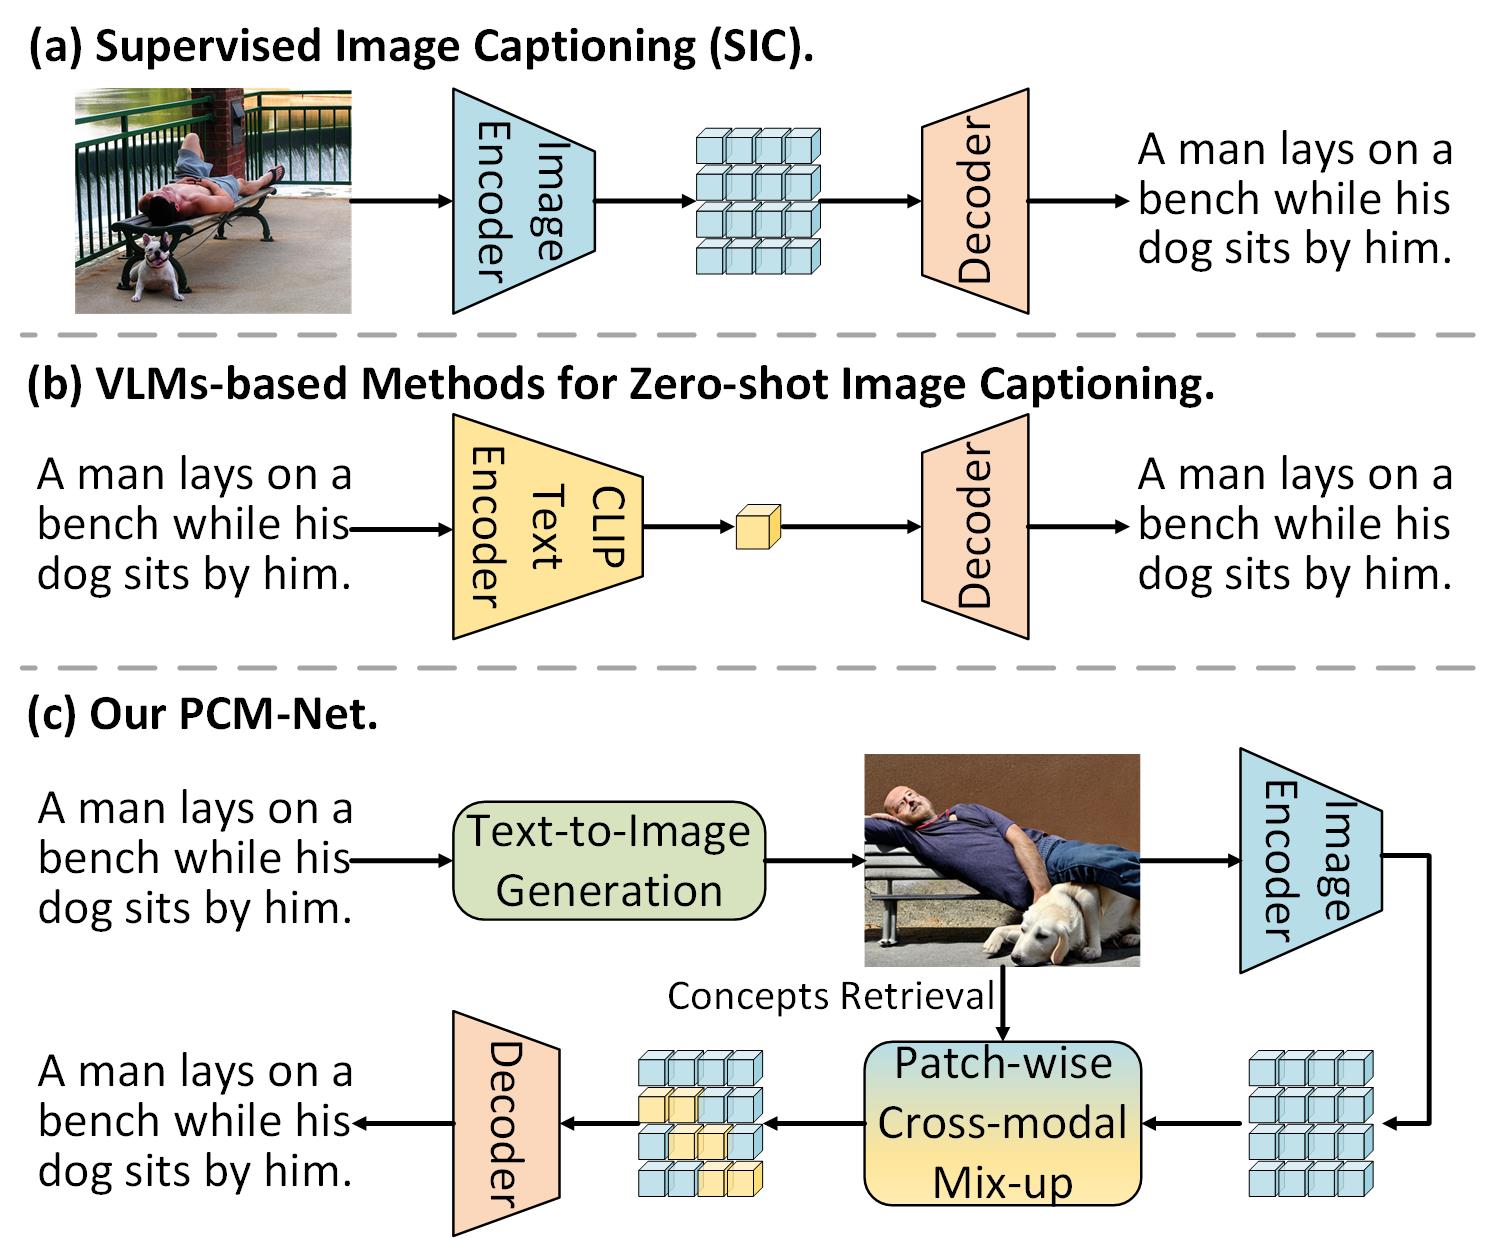 (a) Supervised Image Captioning (SIC).
Image
Encoder
Decoder
A man lays on a
bench while his
dog sits by him.
(b) VLMs-based Methods for Zero-shot Image Captioning.
A man lays on a
bench while his
dog sits by him.
CLIP
Text
Encoder
Decoder
A man lays on a
bench while his
dog sits by him.
(c) Our PCM-Net.
A man lays on a
bench while his
dog sits by him.
Text-to-Image
Generation
Image
Encoder
Concepts Retrieval
Patch-wise
Cross-modal
Mix-up
Decoder
A man lays on a
bench while his
dog sits by him.